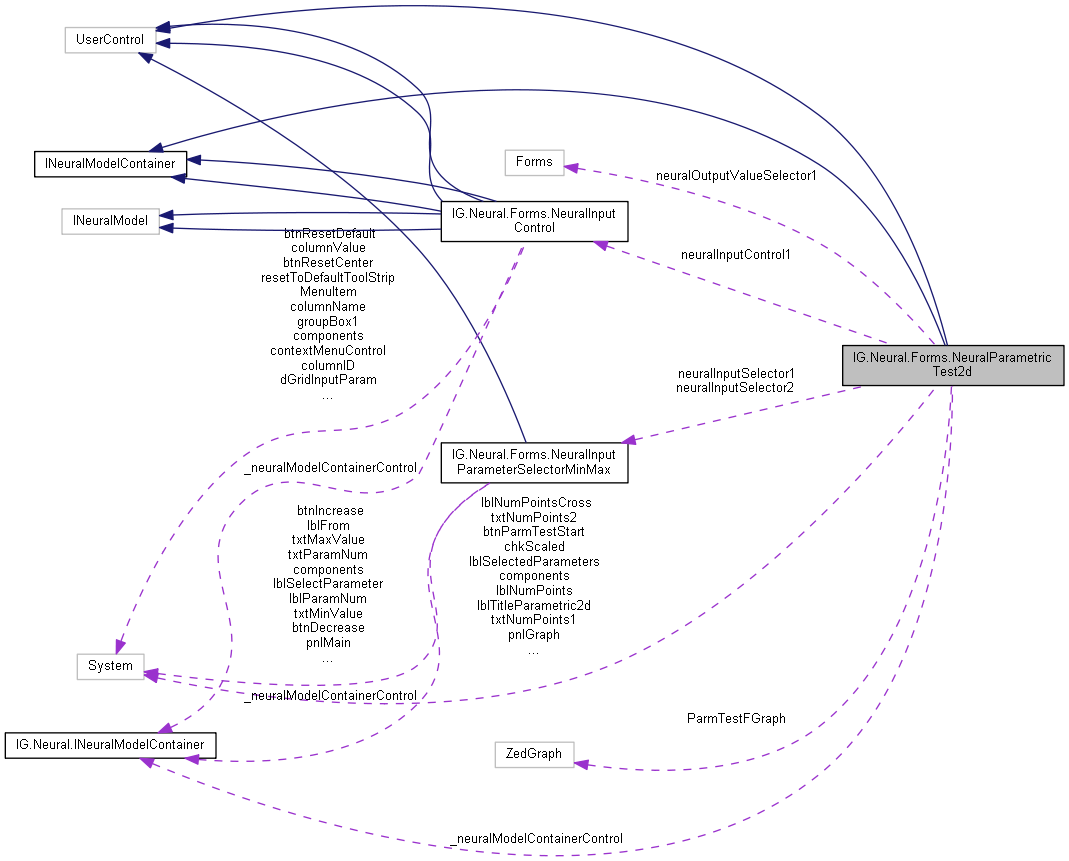 UserControl
INeuralModelContainer
Forms
neuralOutputValueSelector1
INeuralModel
IG.Neural.Forms.NeuralInput
Control
btnResetDefault
columnValue
btnResetCenter
resetToDefaultToolStrip
MenuItem
columnName
groupBox1
components
contextMenuControl
columnID
dGridInputParam
...
neuralInputControl1
IG.Neural.Forms.NeuralParametric
Test2d
neuralInputSelector1
neuralInputSelector2
_neuralModelContainerControl
IG.Neural.Forms.NeuralInput
ParameterSelectorMinMax
btnIncrease
lblFrom
txtMaxValue
txtParamNum
components
lblSelectParameter
lblParamNum
txtMinValue
btnDecrease
pnlMain
...
lblNumPointsCross
txtNumPoints2
btnParmTestStart
chkScaled
lblSelectedParameters
components
lblNumPoints
lblTitleParametric2d
txtNumPoints1
pnlGraph
...
System
_neuralModelContainerControl
ParmTestFGraph
IG.Neural.INeuralModelContainer
ZedGraph
_neuralModelContainerControl